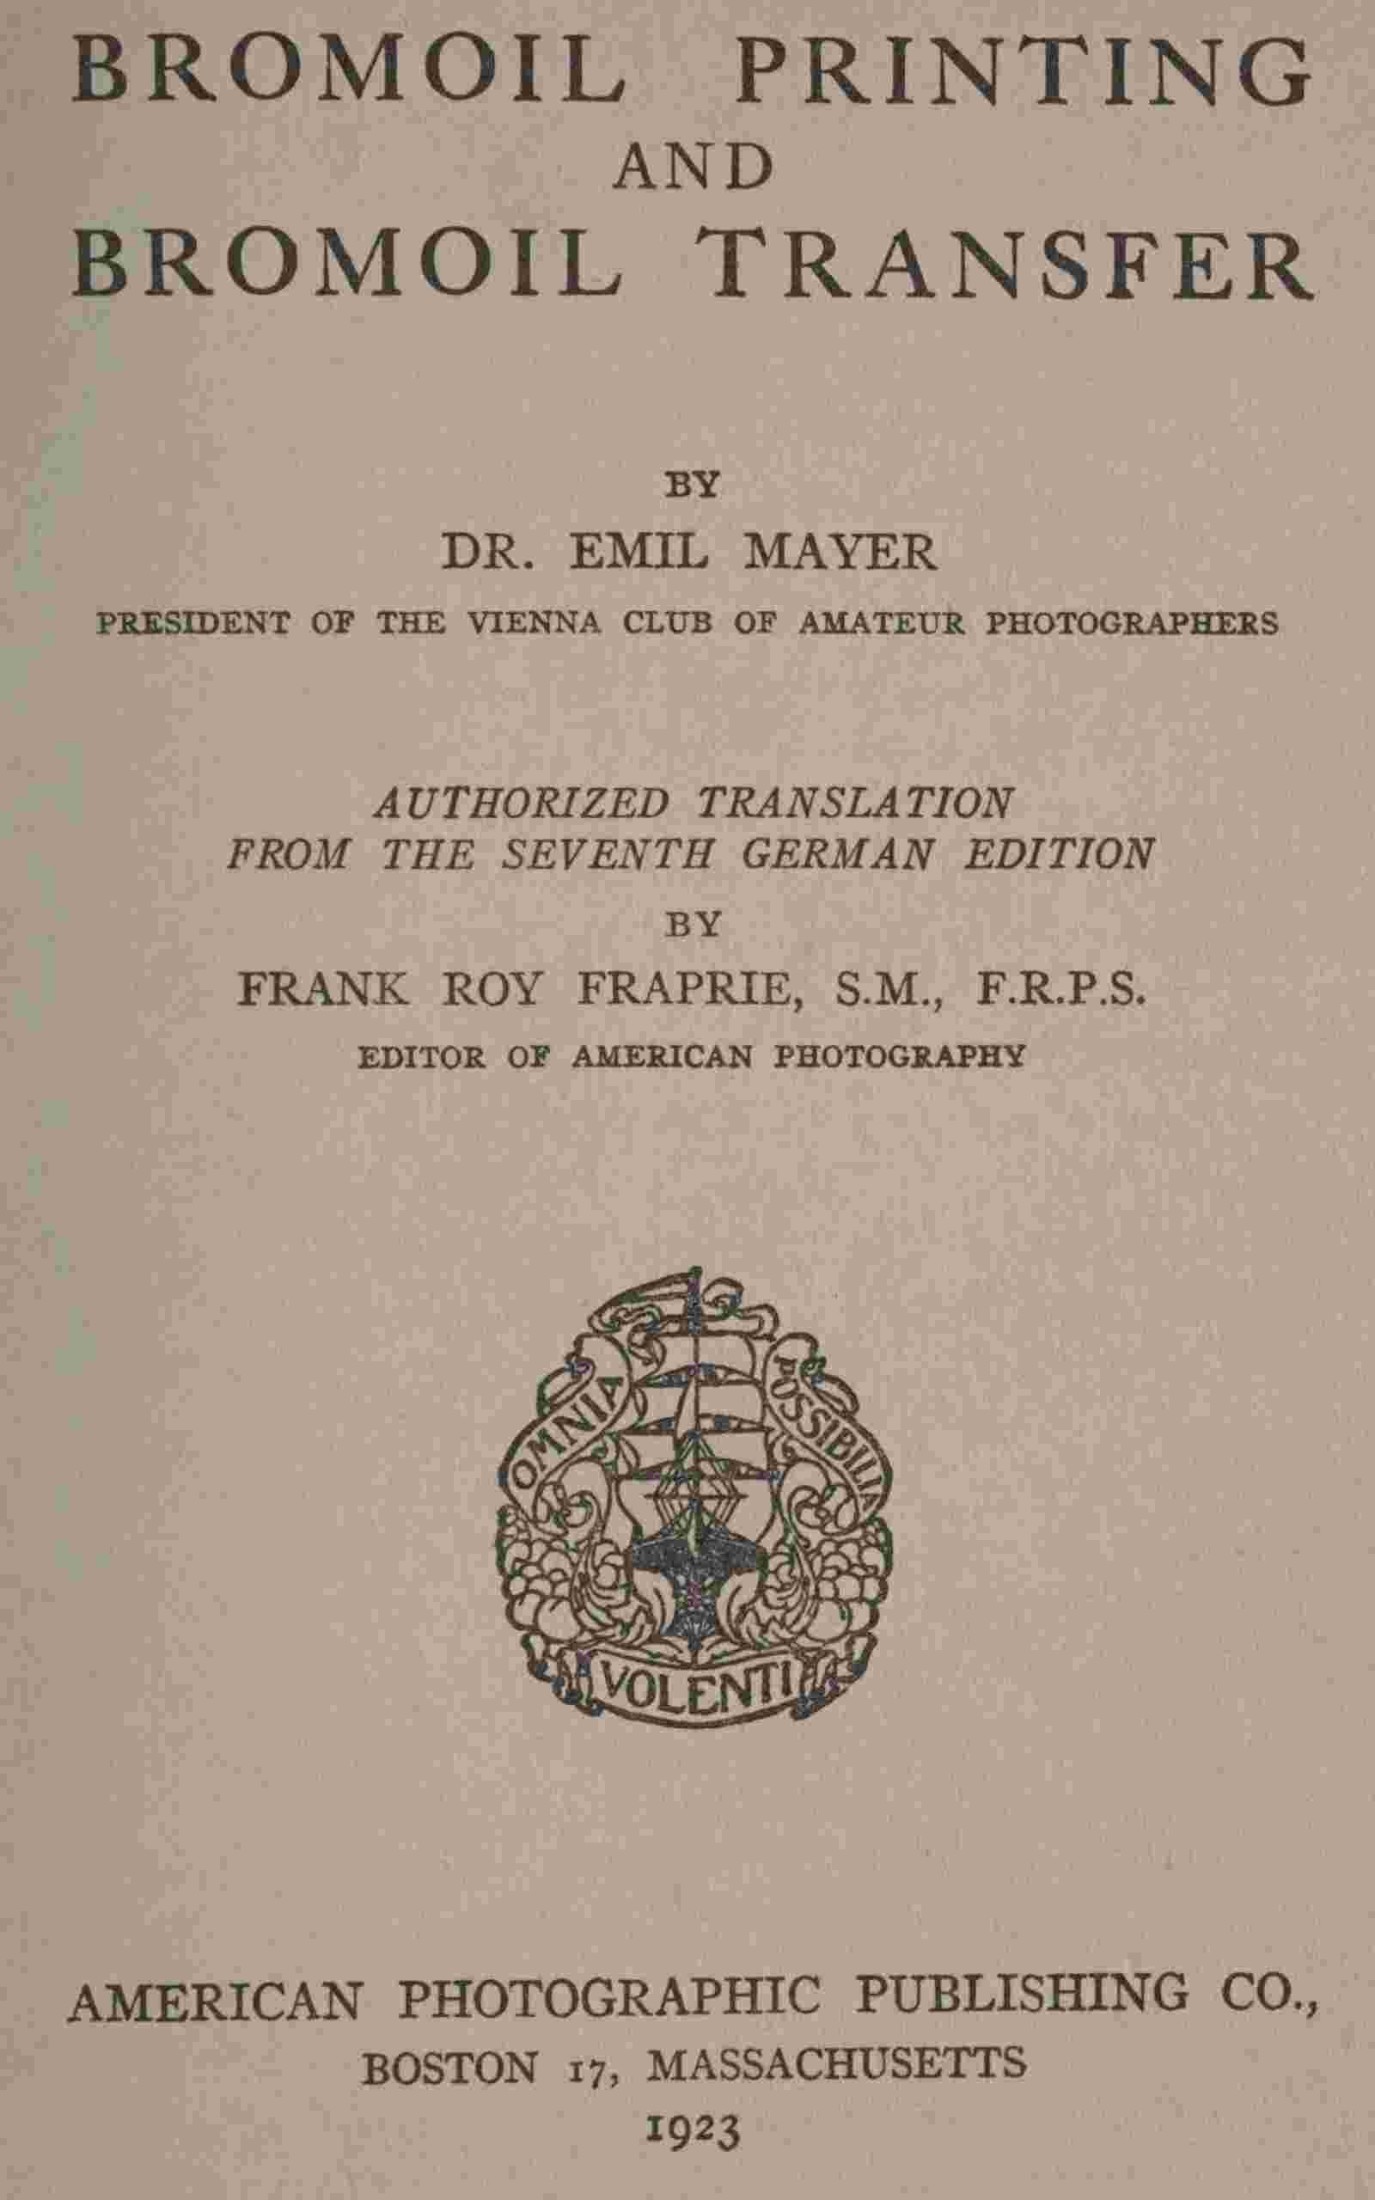 BROMOIL PRINTING
AND
BROMOIL TRANSFER
BY
DR. EMIL MAYER
PRESIDENT OF THE VIENNA CLUB OF AMATEUR PHOTOGRAPHERS
AUTHORIZED TRANSLATION
FROM THE SEVENTH GERMAN EDITION
BY
FRANK ROY FRAPRIE, S.M., F.R.P.S.
EDITOR OF AMERICAN PHOTOGRAPHY
OMNIA
POSSIBILIA
VOLENTI
AMERICAN PHOTOGRAPHIC PUBLISHING CO.,
BOSTON 17, MASSACHUSETTS
1923